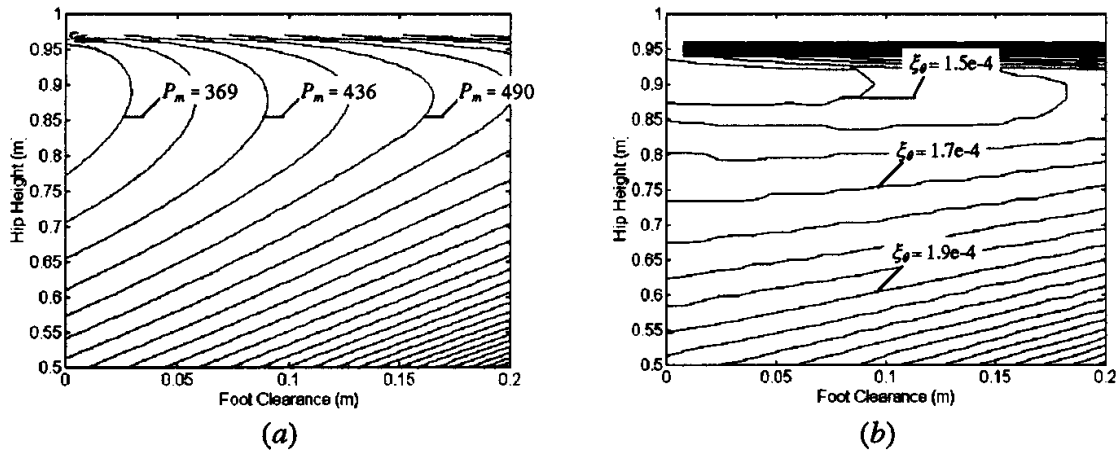 1
0.95
0.9
0.85
0.8
0.75
0.7
0.65
0.6
0.55
0.5
Hip Height (m)
P_m = 369
P_m = 436
P_m = 490
0
0.05
0.1
0.15
0.2
Foot Clearance (m)
(a)
1
0.95
0.9
0.85
0.8
0.75
0.7
0.65
0.6
0.55
0.5
Hip Height (m)
ξ_θ = 1.5e-4
ξ_θ = 1.7e-4
ξ_θ = 1.9e-4
0
0.05
0.1
0.15
0.2
Foot Clearance (m)
(b)